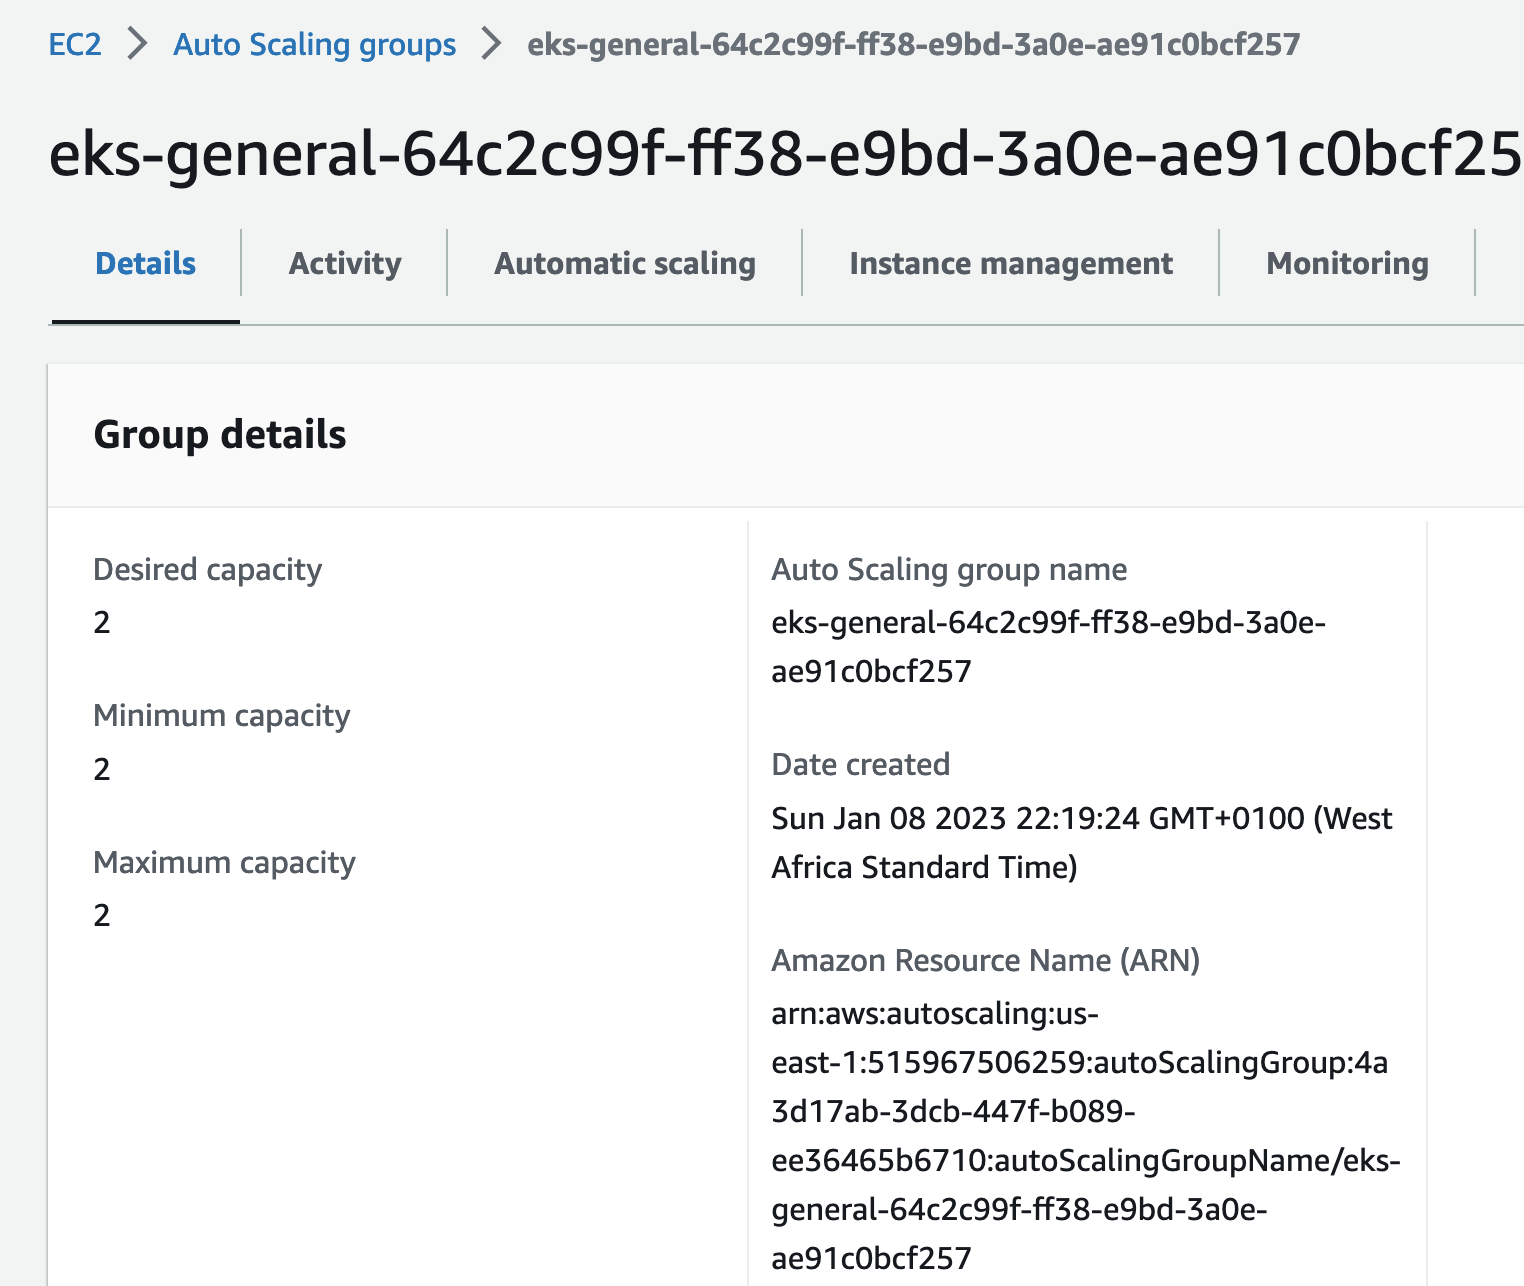 EC2 > Auto Scaling groups > eks-general-64c2c99f-ff38-e9bd-3a0e-ae91c0bcf257
eks-general-64c2c99f-ff38-e9bd-3a0e-ae91c0bcf25
Details
Activity
Automatic scaling
Instance management
Monitoring
Group details
Desired capacity
2
Minimum capacity
2
Maximum capacity
2
Auto Scaling group name
eks-general-64c2c99f-ff38-e9bd-3a0e-
ae91c0bcf257
Date created
Sun Jan 08 2023 22:19:24 GMT+0100 (West
Africa Standard Time)
Amazon Resource Name (ARN)
arn:aws:autoscaling:us-
east-1:515967506259:autoScalingGroup:4a
3d17ab-3dcb-447f-b089-
ee36465b6710:autoScalingGroupName/eks-
general-64c2c99f-ff38-e9bd-3a0e-
ae91c0bcf257